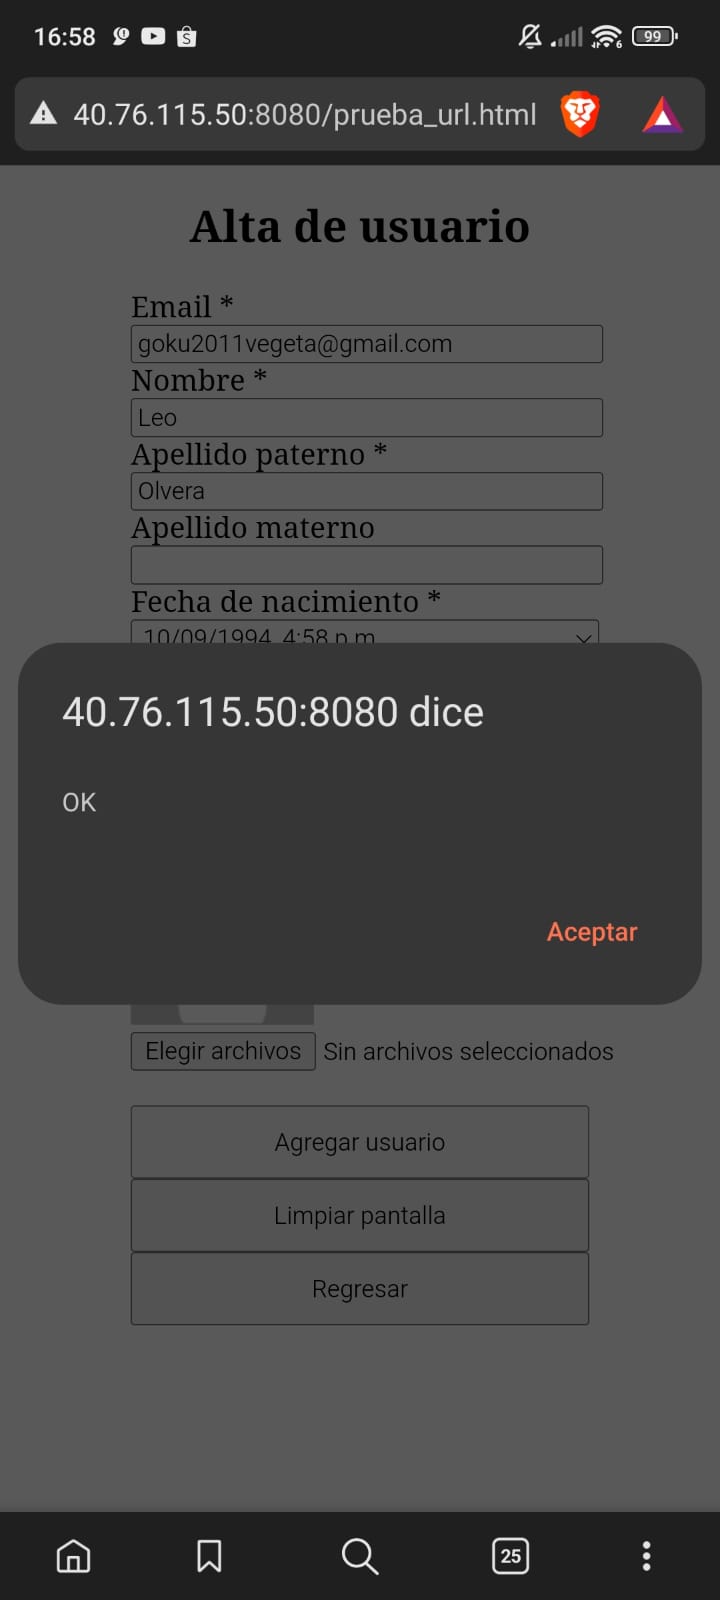 16:58
99
40.76.115.50:8080/prueba_url.html
Alta de usuario
Email *
goku2011vegeta@gmail.com
Nombre *
Leo
Apellido paterno *
Olvera
Apellido materno
Fecha de nacimiento *
10/09/1994, 4:58 p.m.
40.76.115.50:8080 dice
OK
Aceptar
Elegir archivos Sin archivos seleccionados
Agregar usuario
Limpiar pantalla
Regresar
25